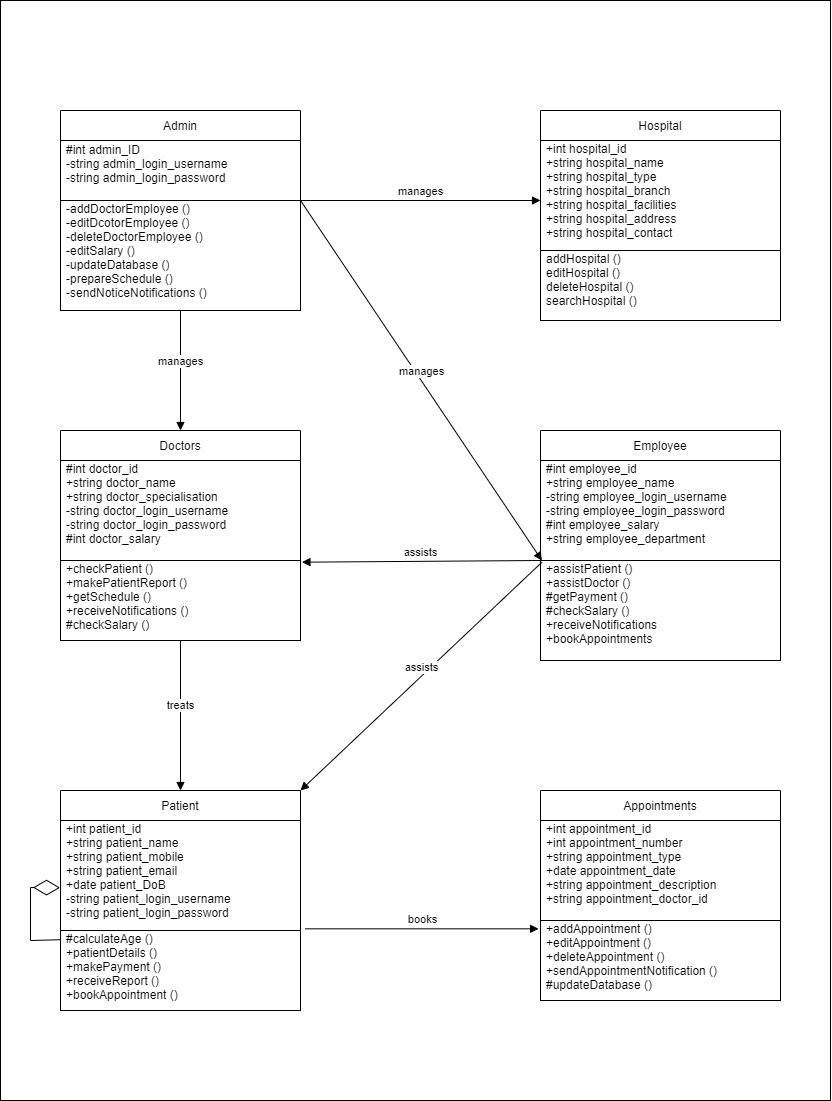 Admin
#int admin_ID
-string admin_login_username
-string admin_login_password
-addDoctorEmployee ()
-editDcotorEmployee ()
-deleteDoctorEmployee ()
-editSalary ()
-updateDatabase ()
-prepareSchedule ()
-sendNoticeNotifications ()
manages
Hospital
+int hospital_id
+string hospital_name
+string hospital_type
+string hospital_branch
+string hospital_facilities
+string hospital_address
+string hospital_contact
addHospital ()
editHospital ()
deleteHospital ()
searchHospital ()
manages
manages
Doctors
#int doctor_id
+string doctor_name
+string doctor_specialisation
-string doctor_login_username
-string doctor_login_password
#int doctor_salary
+checkPatient ()
+makePatientReport ()
+getSchedule ()
+receiveNotifications ()
#checkSalary ()
assists
Employee
#int employee_id
+string employee_name
-string employee_login_username
-string employee_login_password
#int employee_salary
+string employee_department
+assistPatient ()
+assistDoctor ()
#getPayment ()
#checkSalary ()
+receiveNotifications
+bookAppointments
assists
treats
Patient
+int patient_id
+string patient_name
+string patient_mobile
+string patient_email
+date patient_DoB
-string patient_login_username
-string patient_login_password
#calculateAge ()
+patientDetails ()
+makePayment ()
+receiveReport ()
+bookAppointment ()
books
Appointments
+int appointment_id
+int appointment_number
+string appointment_type
+date appointment_date
+string appointment_description
+string appointment_doctor_id
+addAppointment ()
+editAppointment ()
+deleteAppointment ()
+sendAppointmentNotification ()
#updateDatabase ()